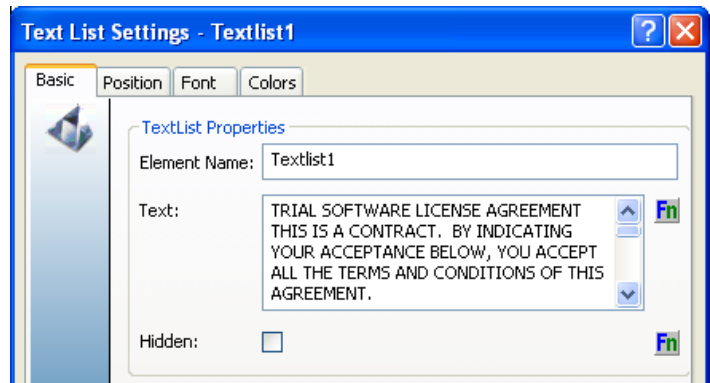 Text List Settings - Textlist1
?
Basic Position Font Colors
TextList Properties
Element Name: Textlist1
Text: TRIAL SOFTWARE LICENSE AGREEMENT Fn
THIS IS A CONTRACT.  BY INDICATING
YOUR ACCEPTANCE BELOW, YOU ACCEPT
ALL THE TERMS AND CONDITIONS OF THIS
AGREEMENT.
Hidden: Fn